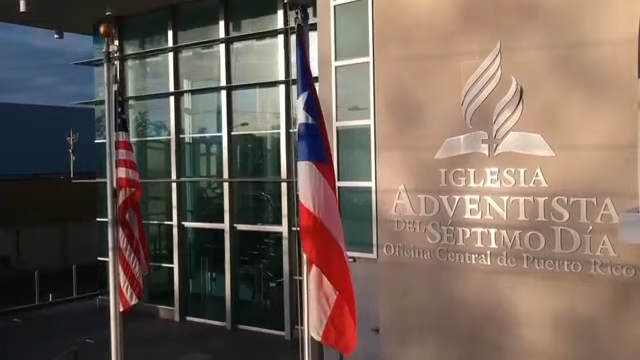 IGLESIA
ADVENTISTA
DEL SÉPTIMO DÍA
Oficina Central de Puerto Rico